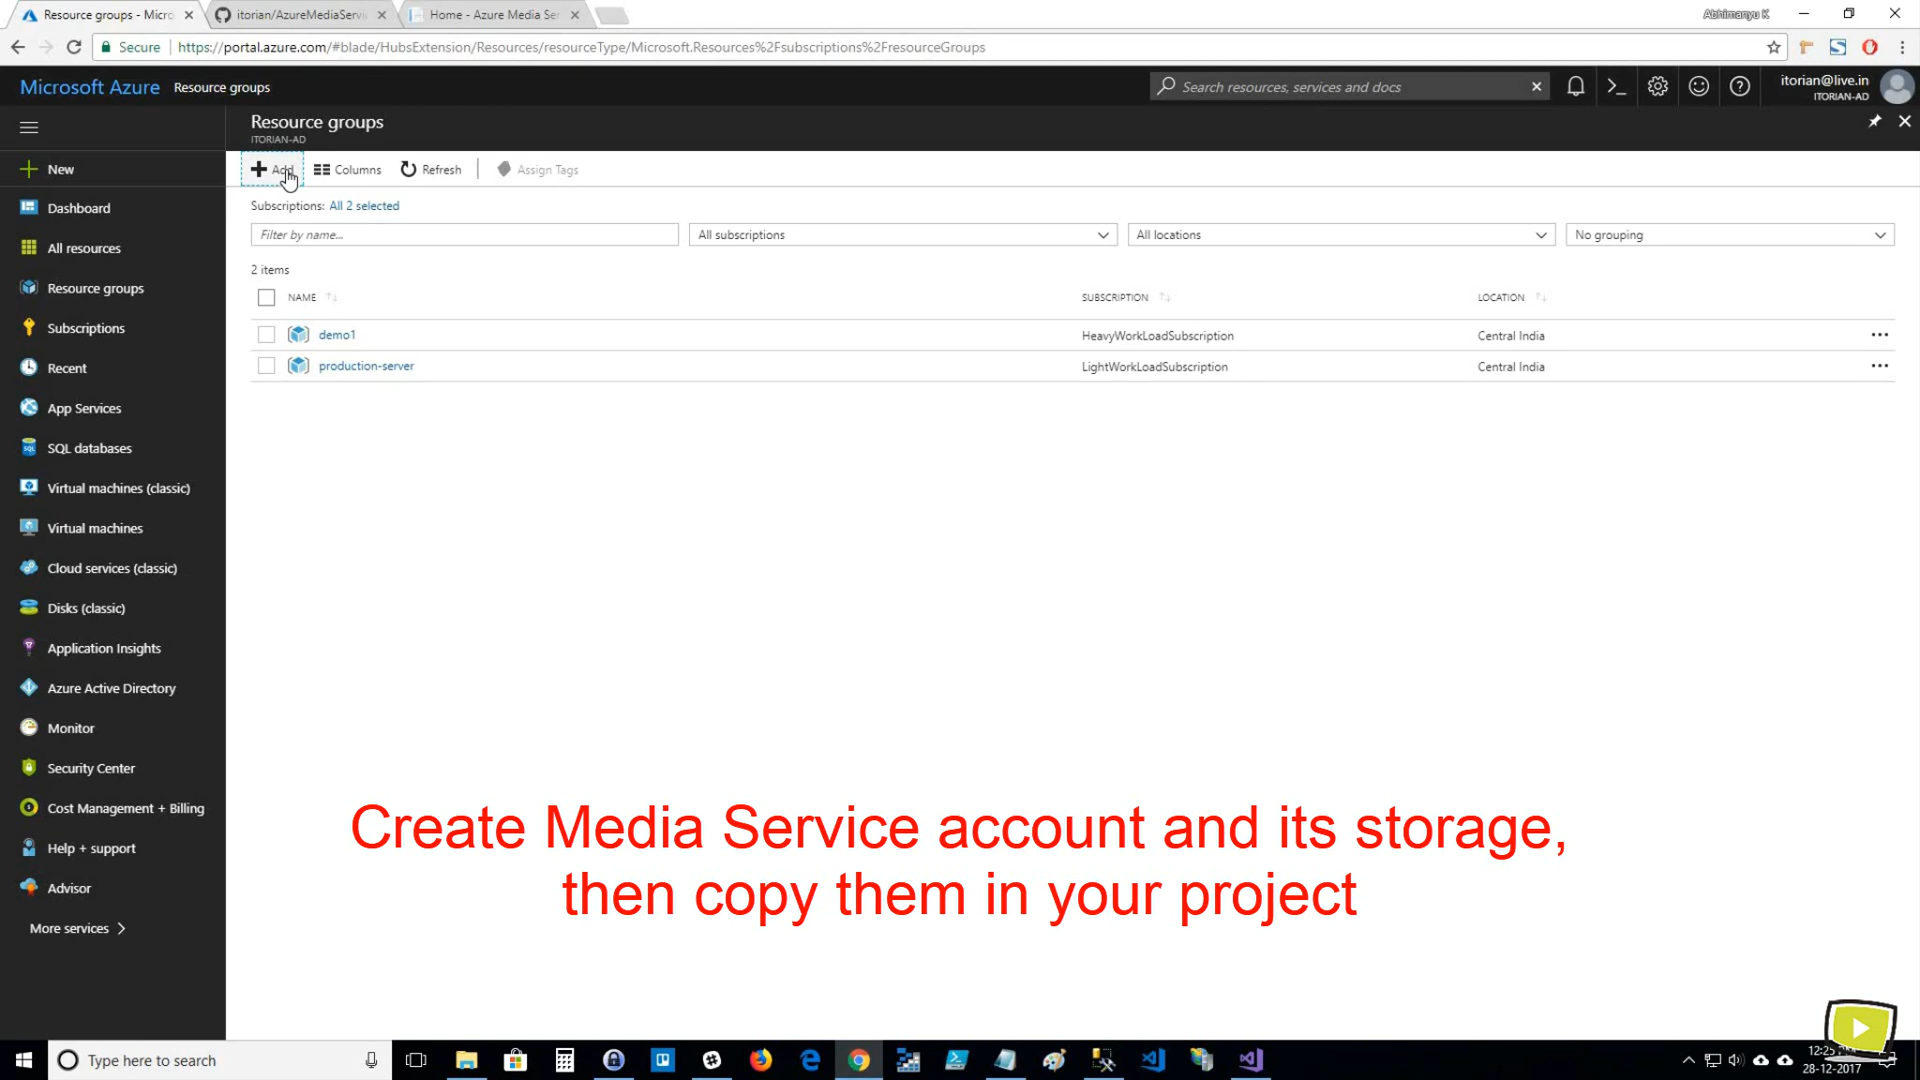 Resource groups - Micro
itorian/AzureMediaServi
Home - Azure Media Se
Abhimanyu K
Secure
https://portal.azure.com/#blade/HubsExtension/Resources/resourceType/Microsoft.Resources%2Fsubscriptions%2FresourceGroups
Microsoft Azure Resource groups
Search resources, services and docs
itorian@live.in
ITORIAN-AD
Resource groups
ITORIAN-AD
New
Dashboard
All resources
Resource groups
Subscriptions
Recent
App Services
SQL databases
Virtual machines (classic)
Virtual machines
Cloud services (classic)
Disks (classic)
Application Insights
Azure Active Directory
Monitor
Security Center
Cost Management + Billing
Help + support
Advisor
More services
Add Columns Refresh Assign Tags
Subscriptions: All 2 selected
Filter by name... All subscriptions All locations No grouping
2 items
NAME SUBSCRIPTION LOCATION
demo1 HeavyWorkLoadSubscription Central India
production-server LightWorkLoadSubscription Central India
Create Media Service account and its storage,
then copy them in your project
Type here to search
28-12-2017